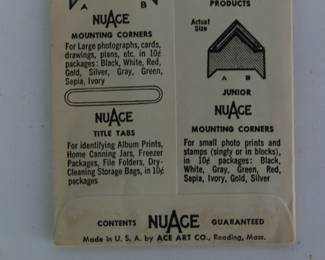 A B
NUACE
MOUNTING CORNERS
For Large photographs, cards,
drawings, plans, etc. in 10¢
packages: Black, White, Red,
Gold, Silver, Gray, Green,
Sepia, Ivory
NUACE
TITLE TABS
For identifying Album Prints,
Home Canning Jars, Freezer
Packages, File Folders, Dry-
Cleaning Storage Bags, in 10¢
packages
PRODUCTS
Actual
Size
A B
JUNIOR
NUACE
MOUNTING CORNERS
For small photo prints and
stamps (singly or in blocks),
in 10¢ packages: Black,
White, Gray, Green, Red,
Sepia, Ivory, Gold, Silver
CONTENTS NUACE GUARANTEED
Made in U. S. A. by ACE ART CO., Reading, Mass.